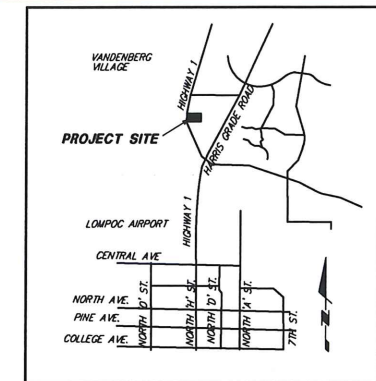 VANDENBERG
VILLAGE
HIGHWAY 1
HARRIS GRADE ROAD
PROJECT SITE
LOMPOC AIRPORT
HIGHWAY 1
CENTRAL AVE
NORTH 'O' ST.
NORTH 'H' ST.
NORTH 'D' ST.
NORTH 'A' ST.
7TH ST.
NORTH AVE.
PINE AVE.
COLLEGE AVE.
N